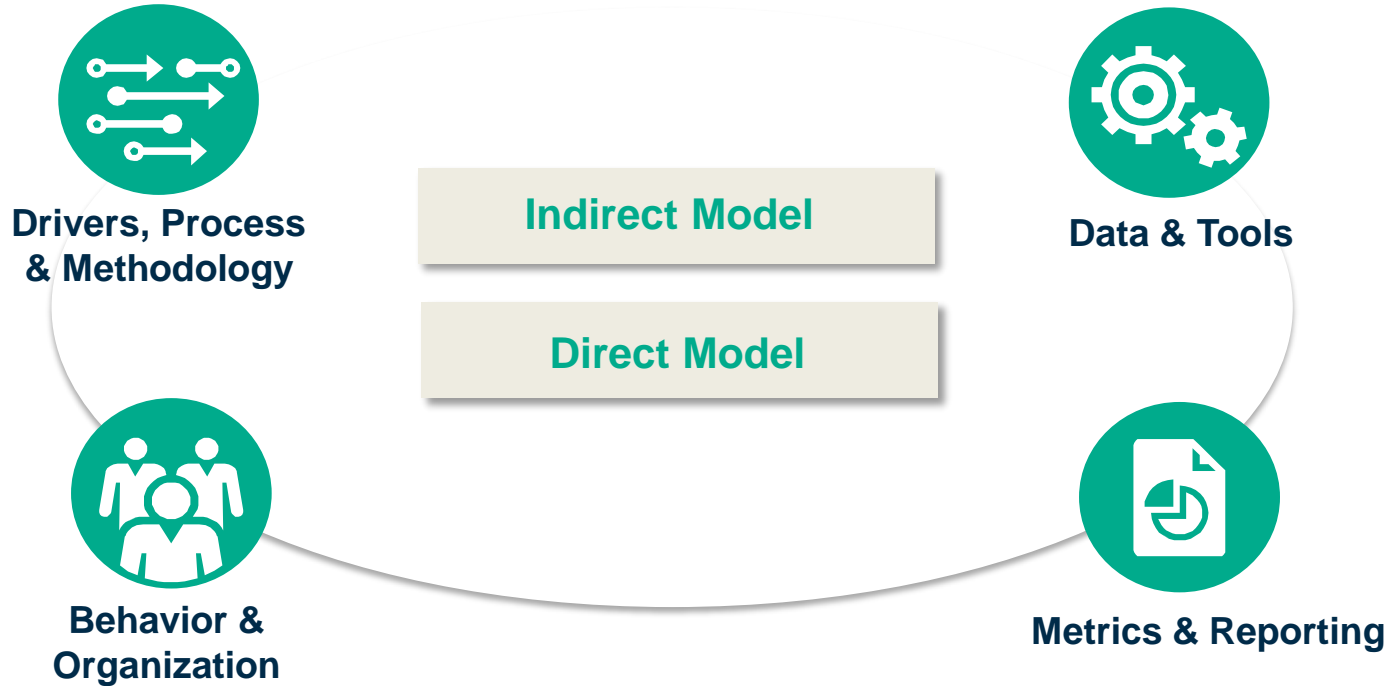 Drivers, Process
& Methodology
Indirect Model
Data & Tools
Direct Model
Behavior &
Organization
Metrics & Reporting